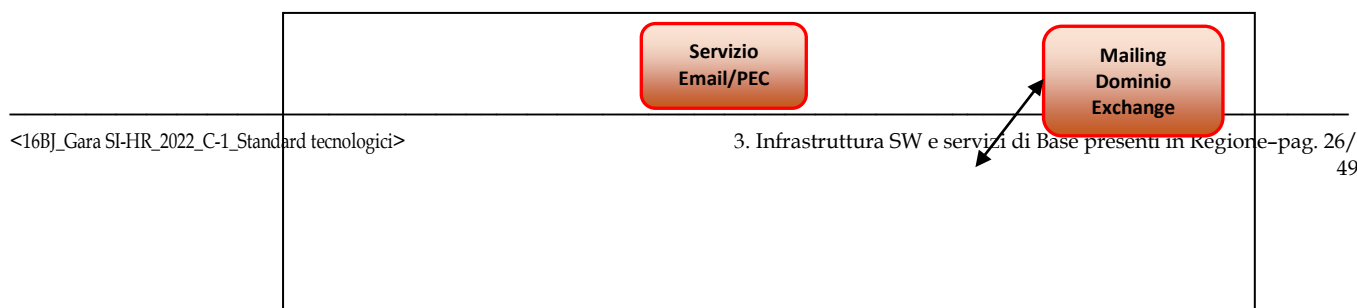 Servizio
Email/PEC
Mailing
Dominio
Exchange
<16BJ_Gara SI-HR_2022_C-1_Standard tecnologici>
3. Infrastruttura SW e servizi di Base presenti in Regione–pag. 26/
49